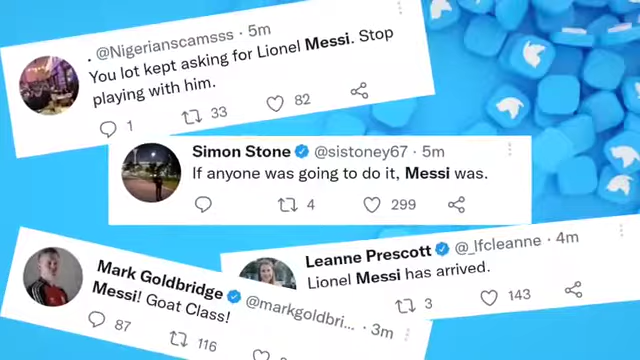 . @Nigerianscamsss · 5m
You lot kept asking for Lionel Messi. Stop
playing with him.
1 33 82
Simon Stone @sistoney67 · 5m
If anyone was going to do it, Messi was.
4 299
Leanne Prescott @_lfcleanne · 4m
Lionel Messi has arrived.
3 143
Mark Goldbridge @markgoldbri... · 3m
Messi! Goat Class!
87 116